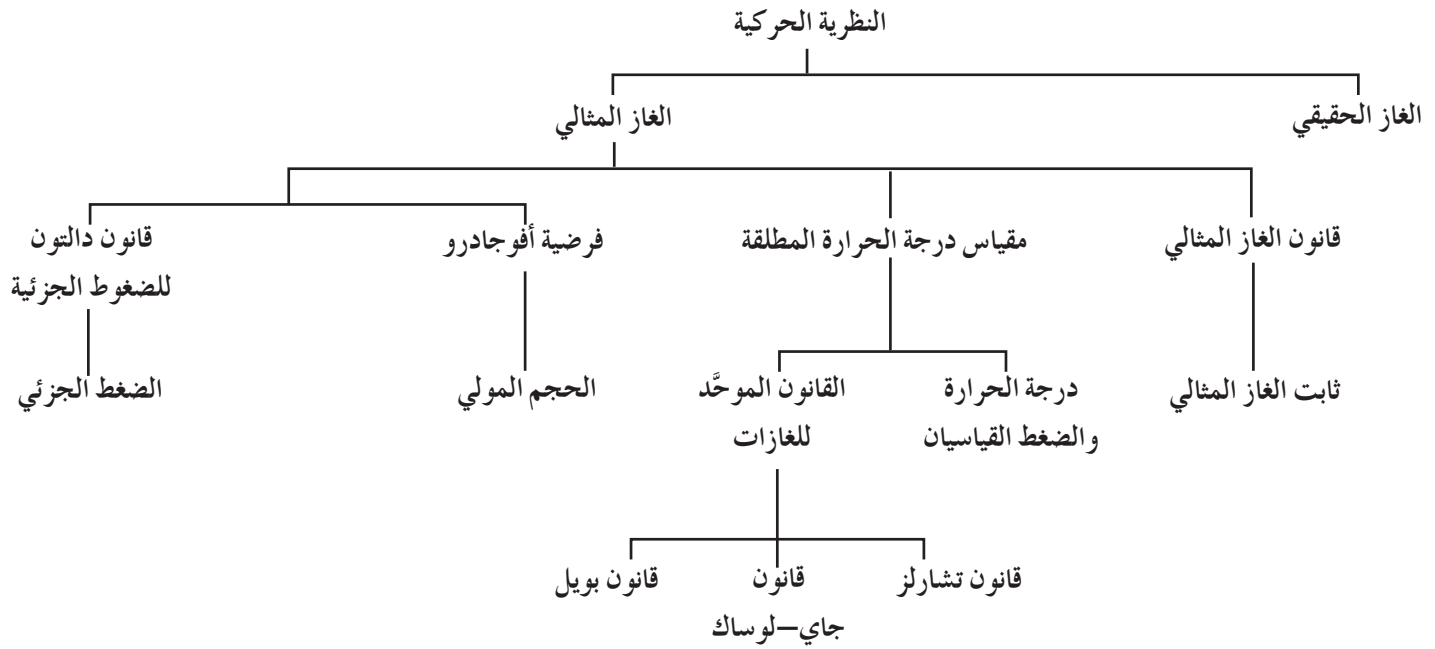 النظرية الحركية
الغاز الحقيقي
الغاز المثالي
قانون الغاز المثالي
مقياس درجة الحرارة المطلقة
فرضية أفوجادرو
قانون دالتون
للضغوط الجزئية
ثابت الغاز المثالي
درجة الحرارة
والضغط القياسيان
القانون الموحَّد
للغازات
الحجم المولي
الضغط الجزئي
قانون تشارلز
قانون
جاي–لوساك
قانون بويل